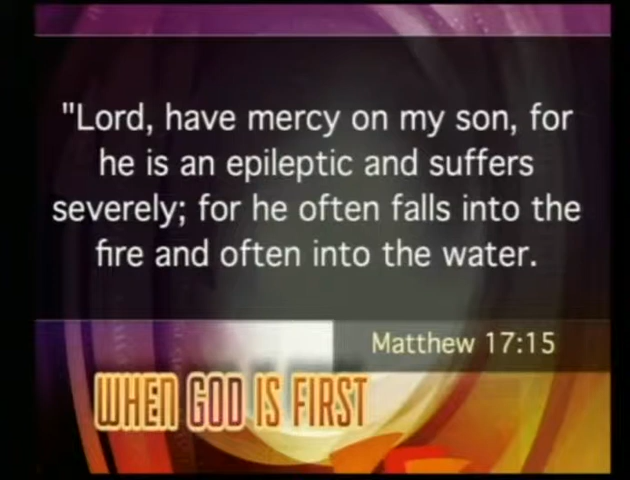 "Lord, have mercy on my son, for
he is an epileptic and suffers
severely; for he often falls into the
fire and often into the water.
Matthew 17:15
WHEN GOD IS FIRST